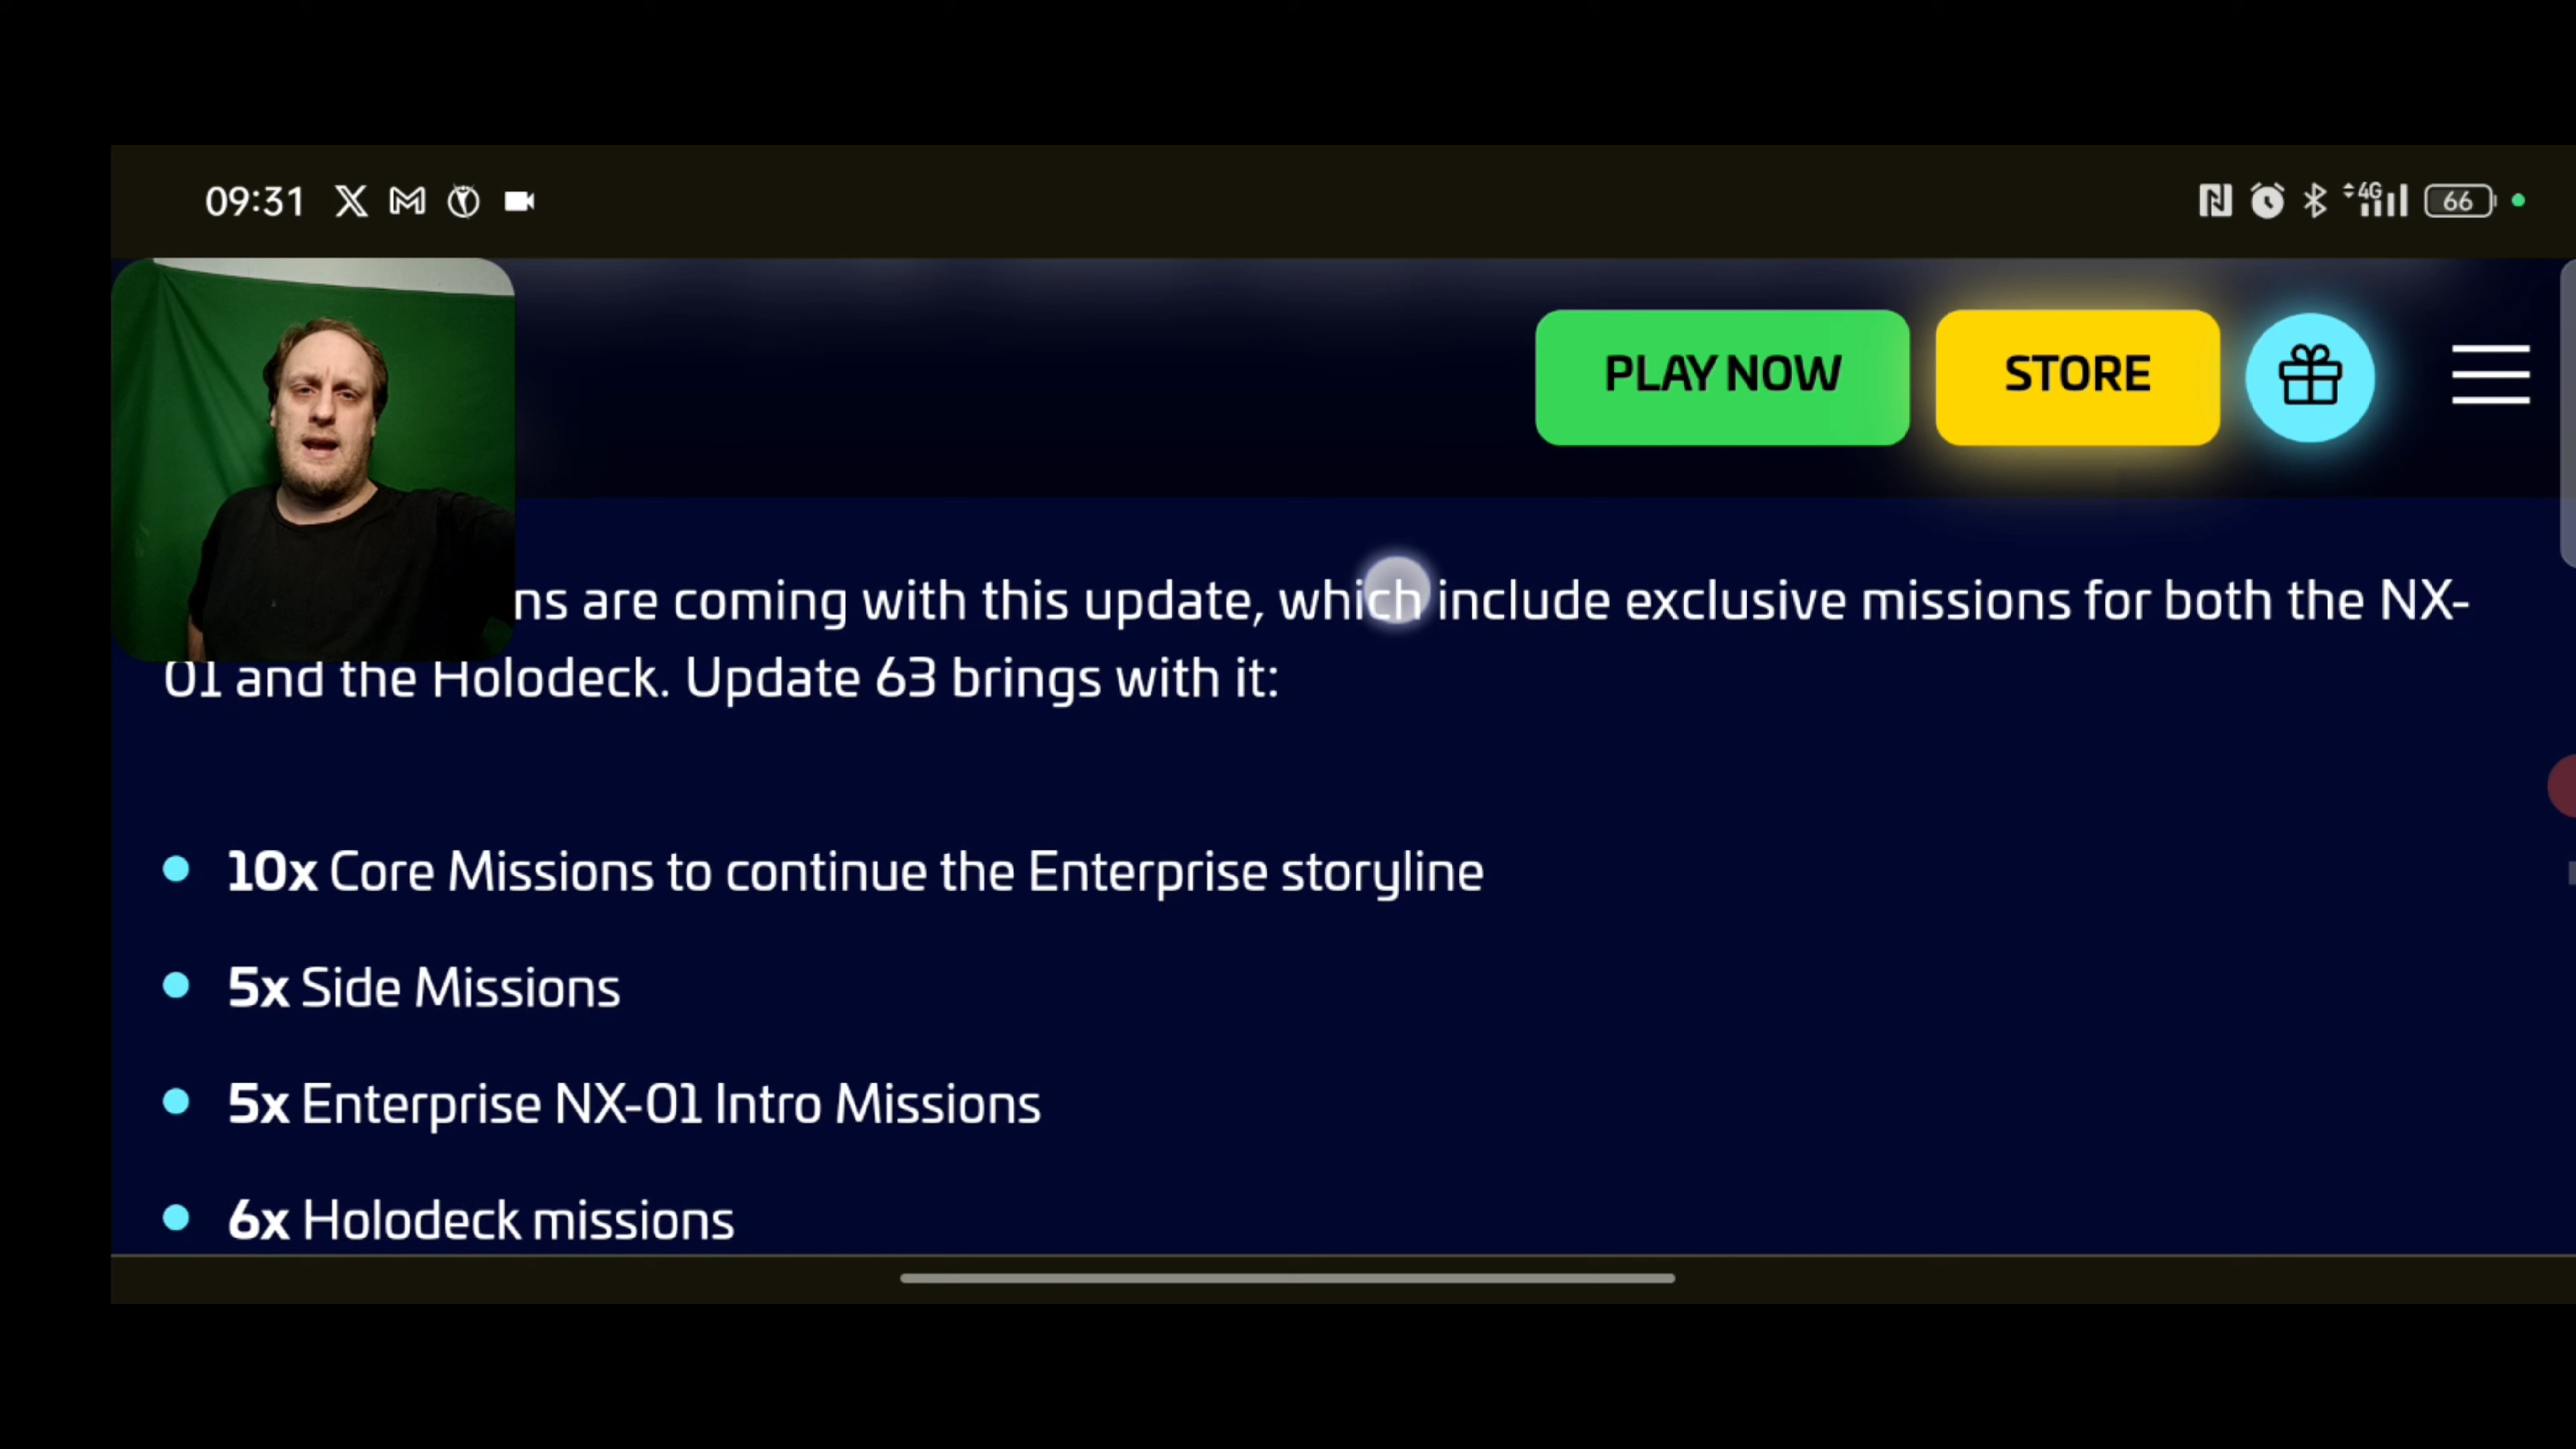 09:31
4G
66
PLAY NOW
STORE
ns are coming with this update, which include exclusive missions for both the NX-
01 and the Holodeck. Update 63 brings with it:
10x Core Missions to continue the Enterprise storyline
5x Side Missions
5x Enterprise NX-01 Intro Missions
6x Holodeck missions